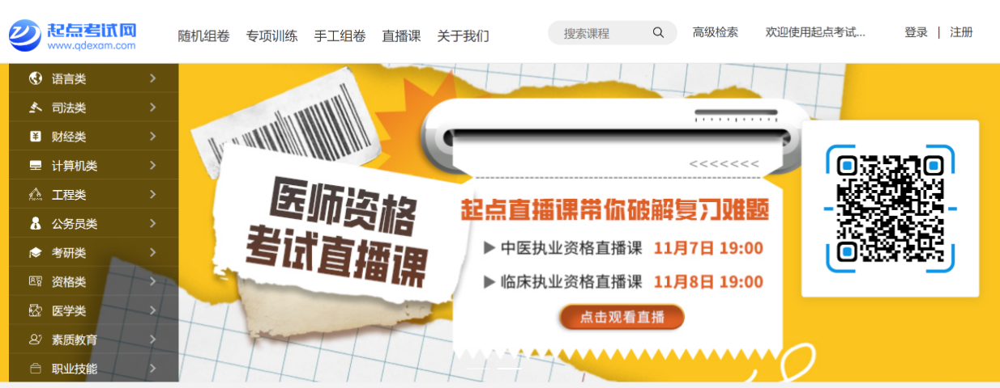 起点考试网
www.qdexam.com
随机组卷 专项训练 手工组卷 直播课 关于我们
搜索课程
高级检索
欢迎使用起点考试...
登录 | 注册
语言类
司法类
财经类
计算机类
工程类
公务员类
考研类
资格类
医学类
素质教育
职业技能
医师资格
考试直播课
<<<<<<<
起点直播课带你破解复习难题
▶ 中医执业资格直播课 11月7日 19:00
▶ 临床执业资格直播课 11月8日 19:00
点击观看直播